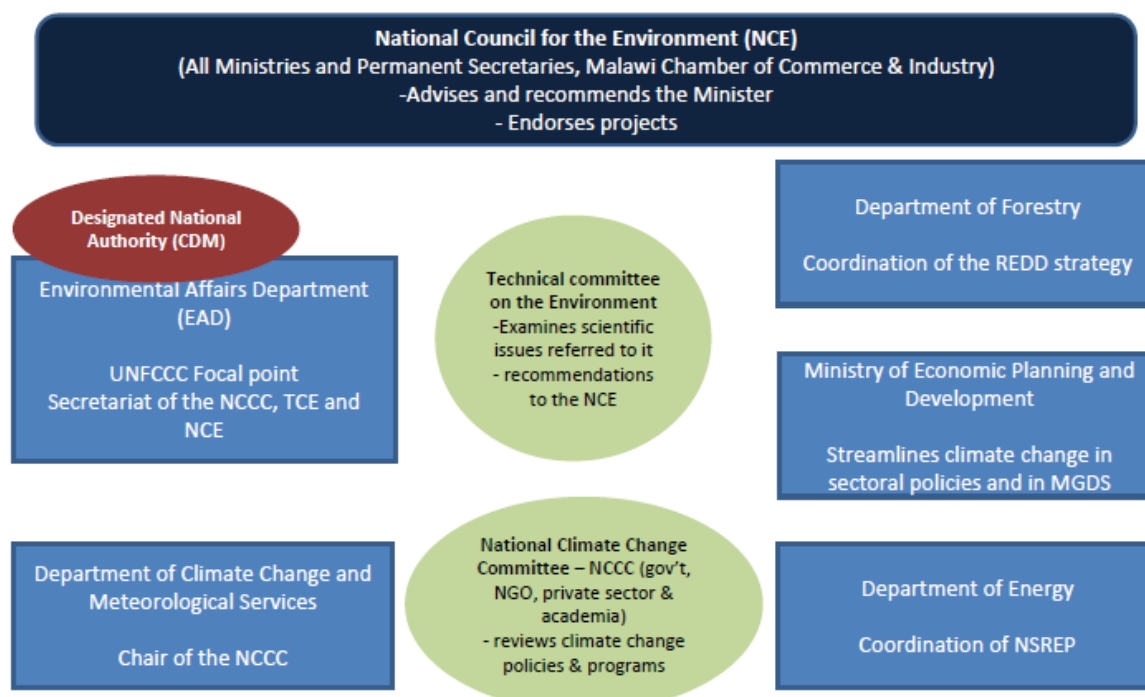 National Council for the Environment (NCE)
(All Ministries and Permanent Secretaries, Malawi Chamber of Commerce & Industry)
-Advises and recommends the Minister
- Endorses projects
Designated National
Authority (CDM)
Environmental Affairs Department
(EAD)
UNFCCC Focal point
Secretariat of the NCCC, TCE and
NCE
Department of Climate Change and
Meteorological Services
Chair of the NCCC
Technical committee
on the Environment
-Examines scientific
issues referred to it
- recommendations
to the NCE
National Climate Change
Committee – NCCC (gov't,
NGO, private sector &
academia)
- reviews climate change
policies & programs
Department of Forestry
Coordination of the REDD strategy
Ministry of Economic Planning and
Development
Streamlines climate change in
sectoral policies and in MGDS
Department of Energy
Coordination of NSREP